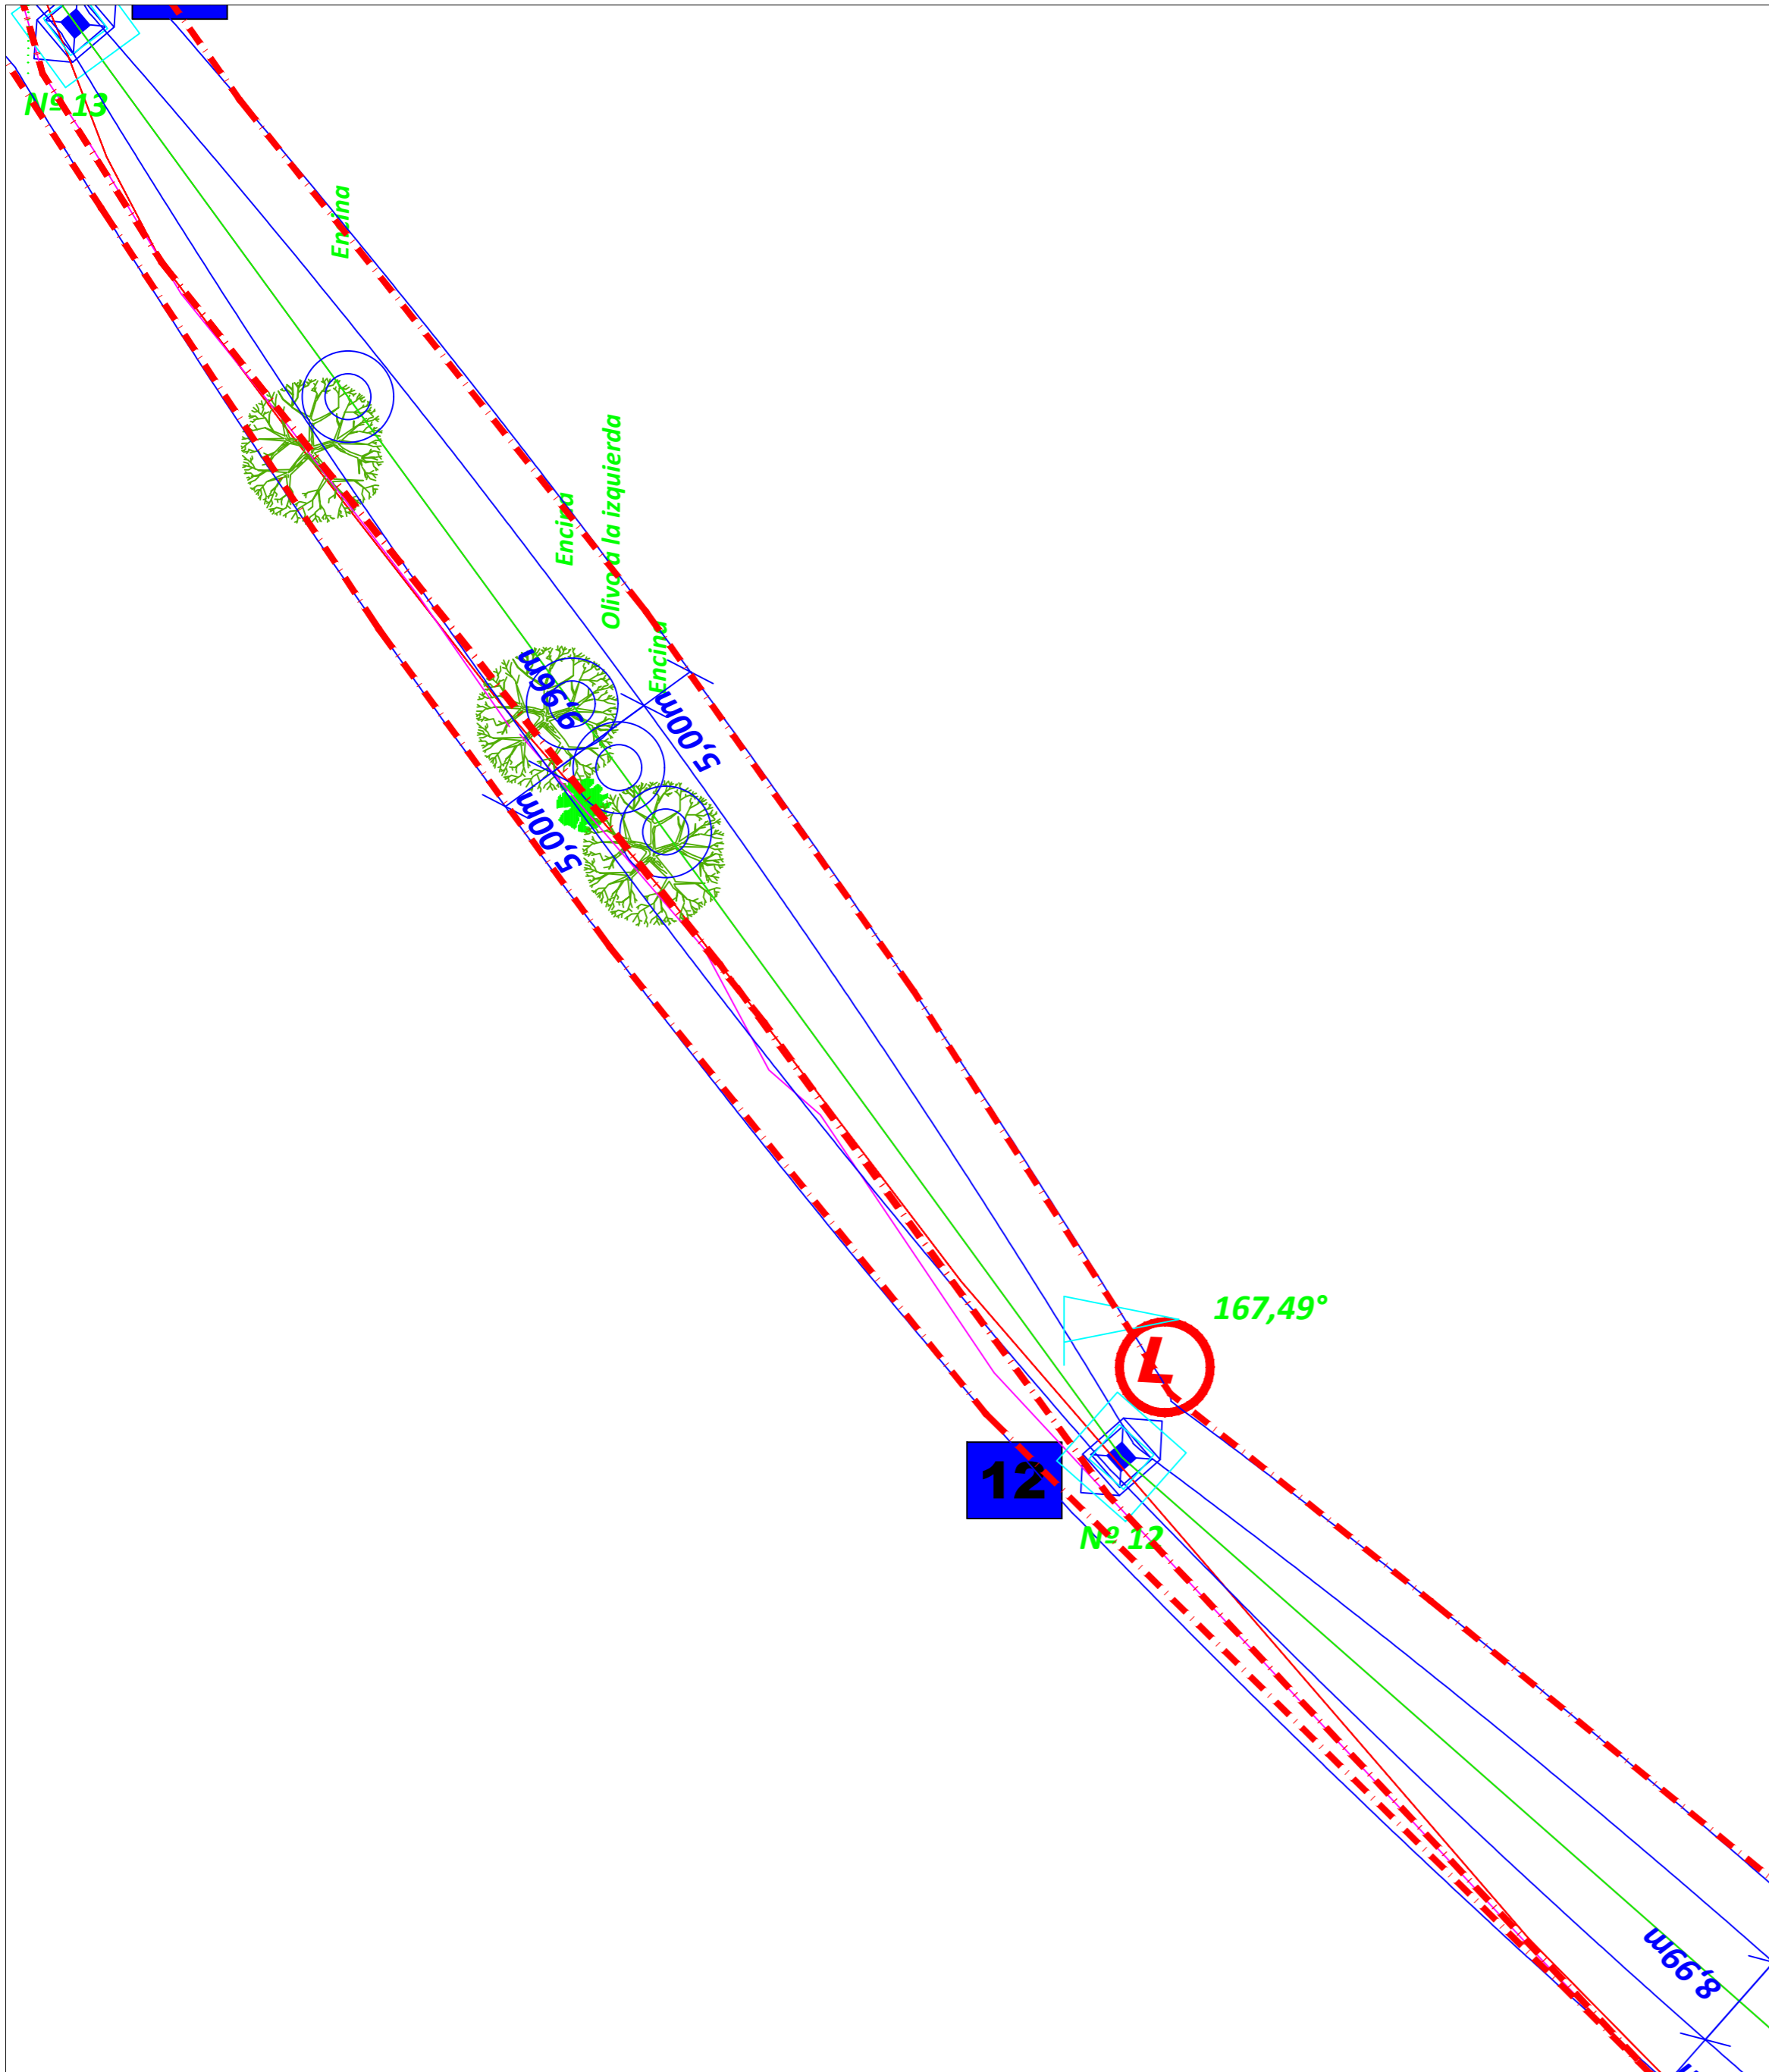 Nº 13
Encina
Encina
Olivo a la izquierda
Encina
9,96m
5,00m
5,00m
167,49°
L
12
Nº 12
8,99m